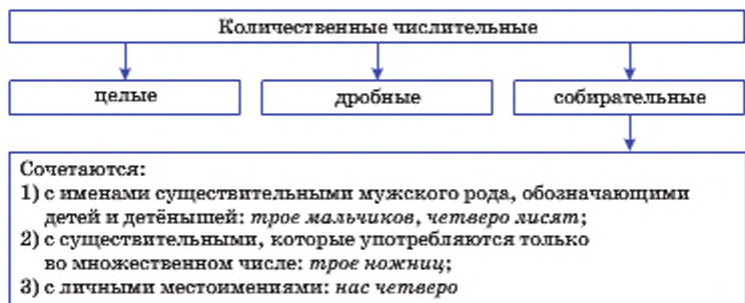 Количественные числительные
целые
дробные
собирательные
Сочетаются:
1) с именами существительными мужского рода, обозначающими
детей и детёнышей: трое мальчиков, четверо лисят;
2) с существительными, которые употребляются только
во множественном числе: трое ножниц;
3) с личными местоимениями: нас четверо